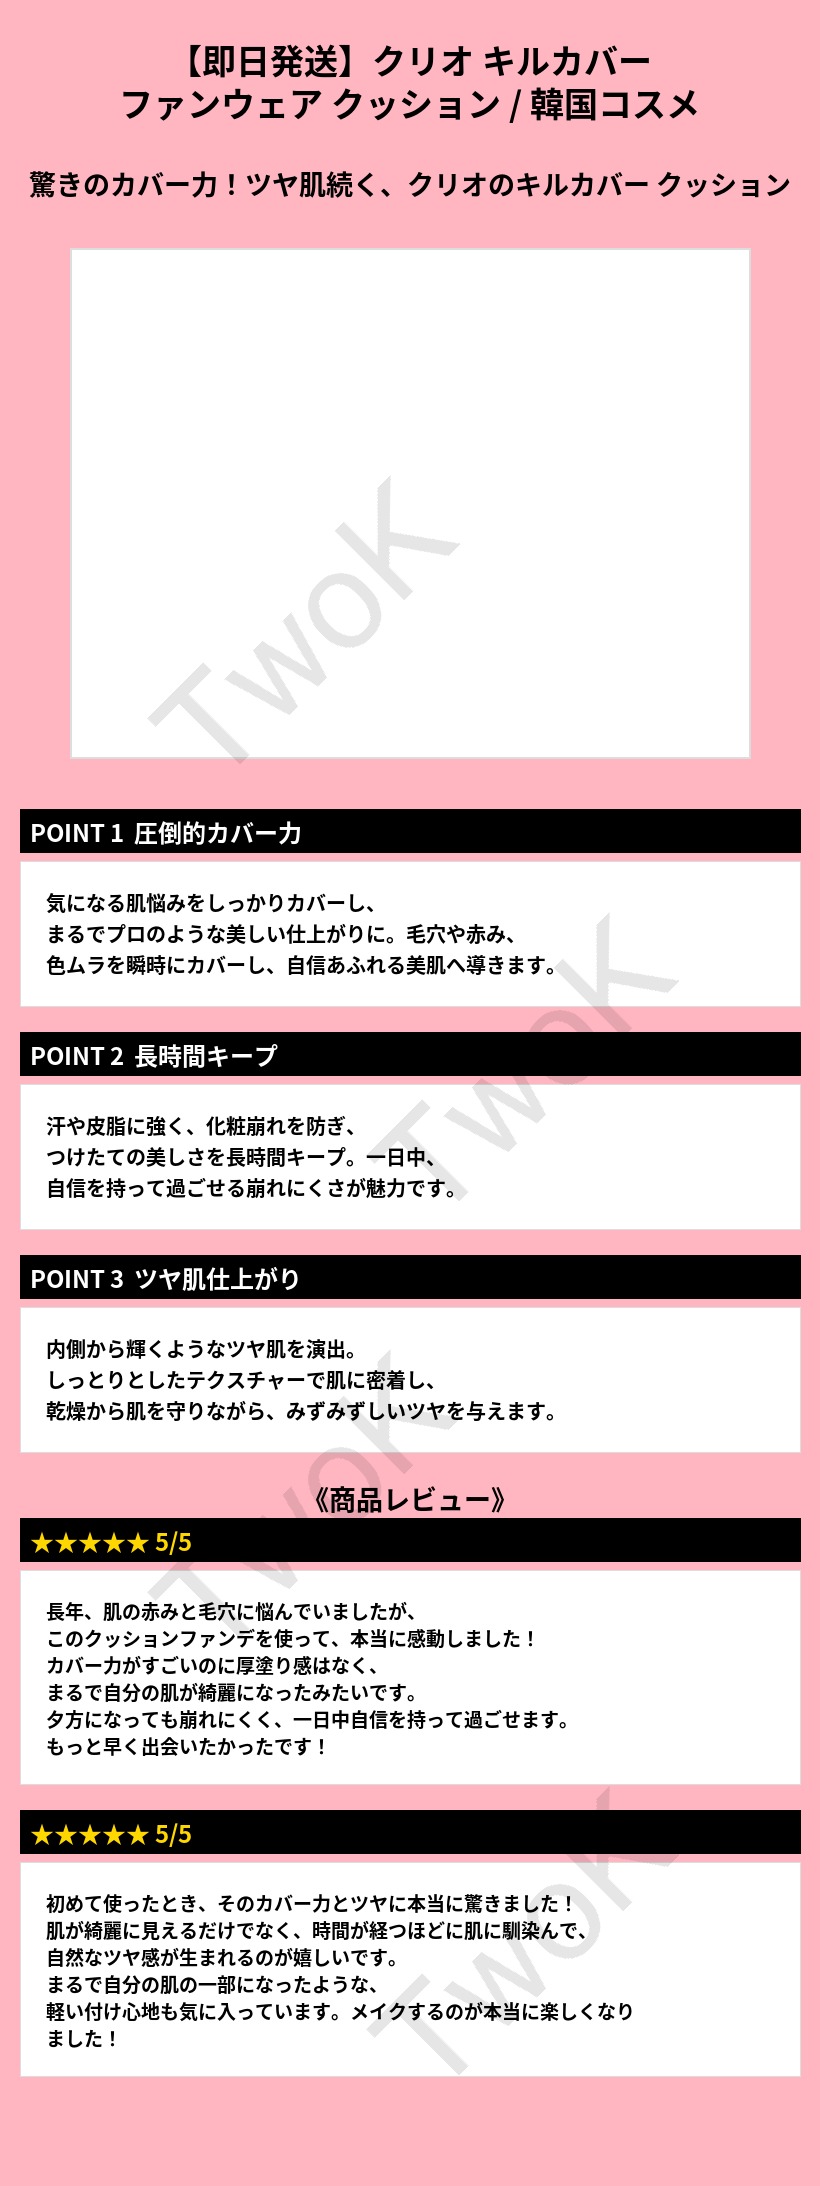 【即日発送】クリオ キルカバー
ファンウェア クッション / 韓国コスメ
驚きのカバー力！ツヤ肌続く、クリオのキルカバー クッション
TwoK
POINT 1 圧倒的カバー力
気になる肌悩みをしっかりカバーし、
まるでプロのような美しい仕上がりに。毛穴や赤み、
色ムラを瞬時にカバーし、自信あふれる美肌へ導きます。
TwoK
POINT 2 長時間キープ
汗や皮脂に強く、化粧崩れを防ぎ、
つけたての美しさを長時間キープ。一日中、
自信を持って過ごせる崩れにくさが魅力です。
POINT 3 ツヤ肌仕上がり
内側から輝くようなツヤ肌を演出。
しっとりとしたテクスチャーで肌に密着し、
乾燥から肌を守りながら、みずみずしいツヤを与えます。
TwoK
《商品レビュー》
★★★★★ 5/5
長年、肌の赤みと毛穴に悩んでいましたが、
このクッションファンデを使って、本当に感動しました！
カバー力がすごいのに厚塗り感はなく、
まるで自分の肌が綺麗になったみたいです。
夕方になっても崩れにくく、一日中自信を持って過ごせます。
もっと早く出会いたかったです！
★★★★★ 5/5
初めて使ったとき、そのカバー力とツヤに本当に驚きました！
肌が綺麗に見えるだけでなく、時間が経つほどに肌に馴染んで、
自然なツヤ感が生まれるのが嬉しいです。
まるで自分の肌の一部になったような、
軽い付け心地も気に入っています。メイクするのが本当に楽しくなり
ました！
TwoK